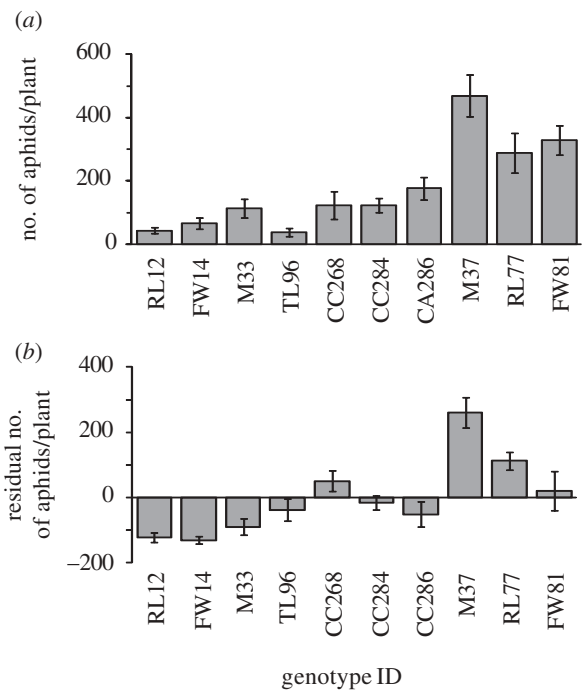 (a)
600
400
200
0
no. of aphids/plant
RL12
FW14
M33
TL96
CC268
CC284
CA286
M37
RL77
FW81
(b)
400
200
0
−200
residual no.
of aphids/plant
RL12
FW14
M33
TL96
CC268
CC284
CC286
M37
RL77
FW81
genotype ID